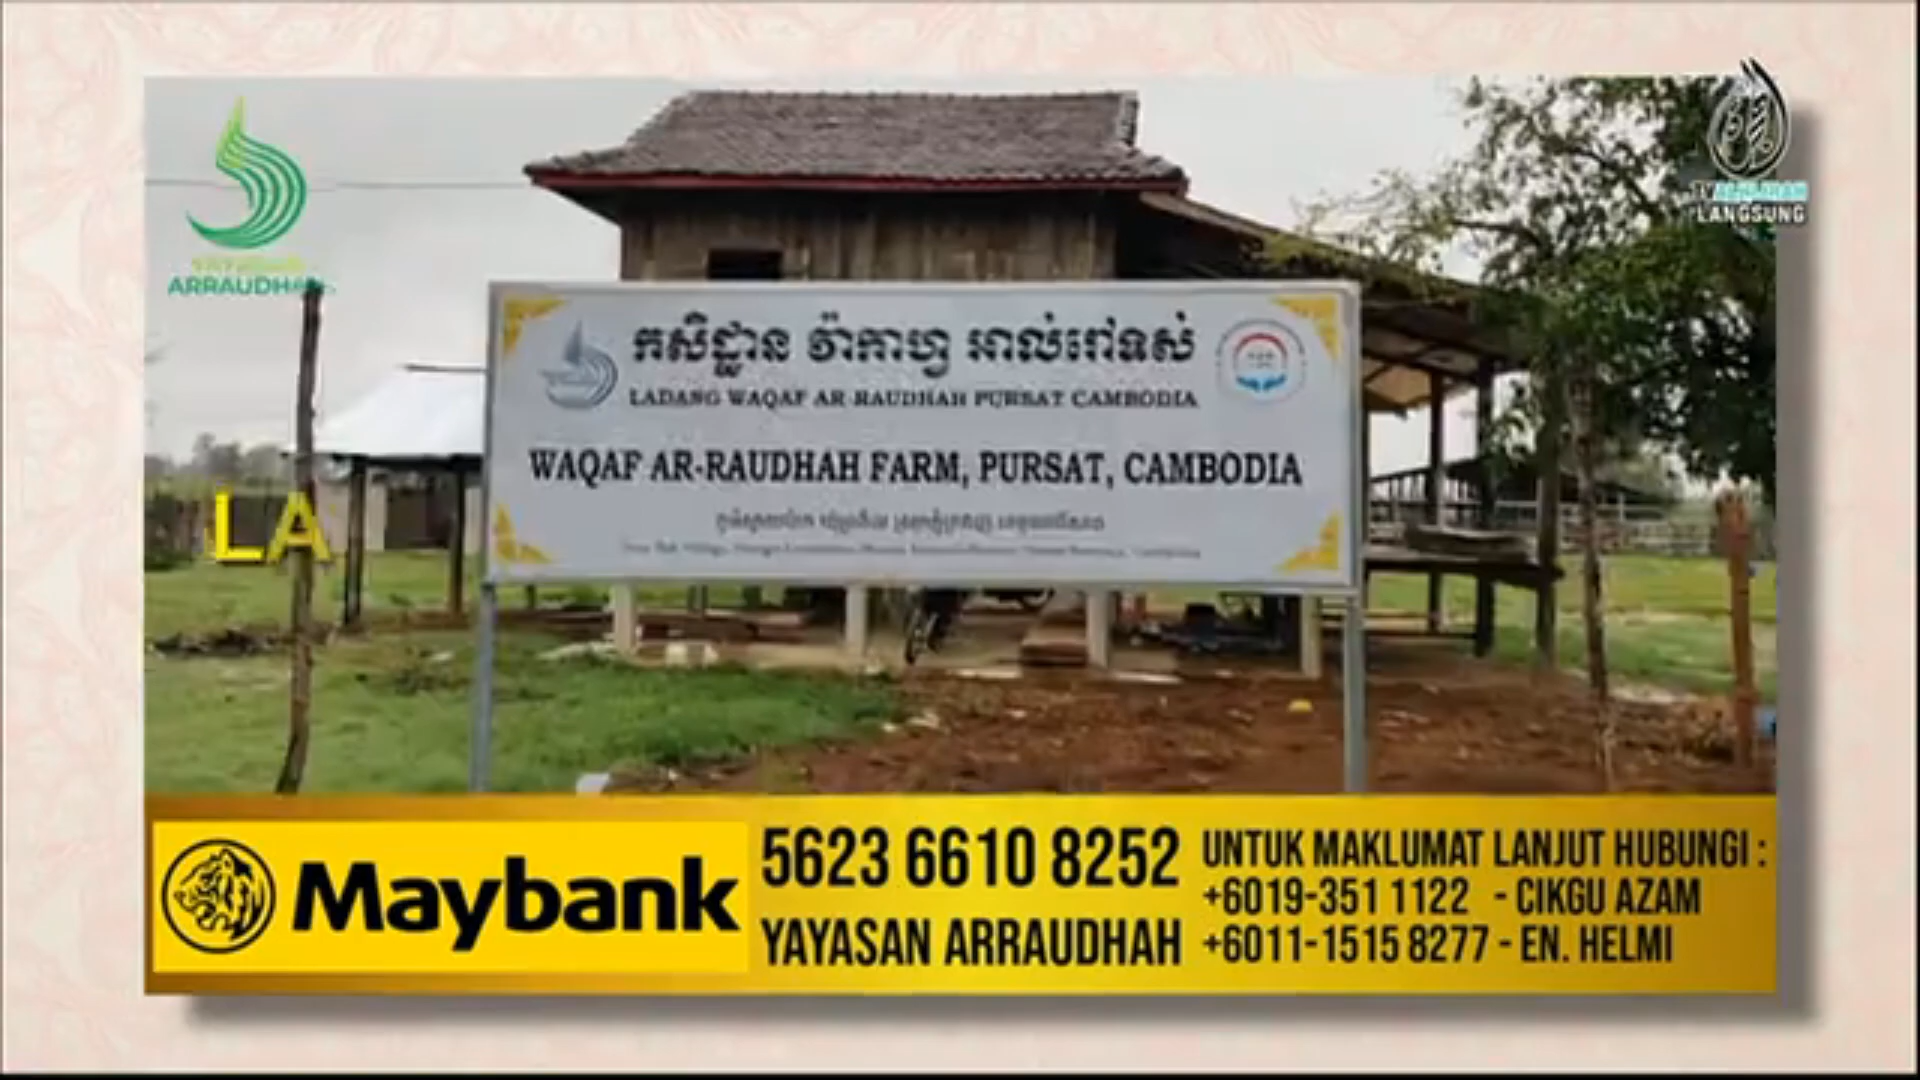 ARRAUDHAH
LANGSUNG
កសិដ្ឋាន វ៉ាកាហ្វ អាល់រ៉ៅទស់
LADANG WAQAF AR-RAUDHAH PURSAT CAMBODIA
WAQAF AR-RAUDHAH FARM, PURSAT, CAMBODIA
LA
Maybank
5623 6610 8252
YAYASAN ARRAUDHAH
UNTUK MAKLUMAT LANJUT HUBUNGI :
+6019-351 1122 - CIKGU AZAM
+6011-1515 8277 - EN. HELMI